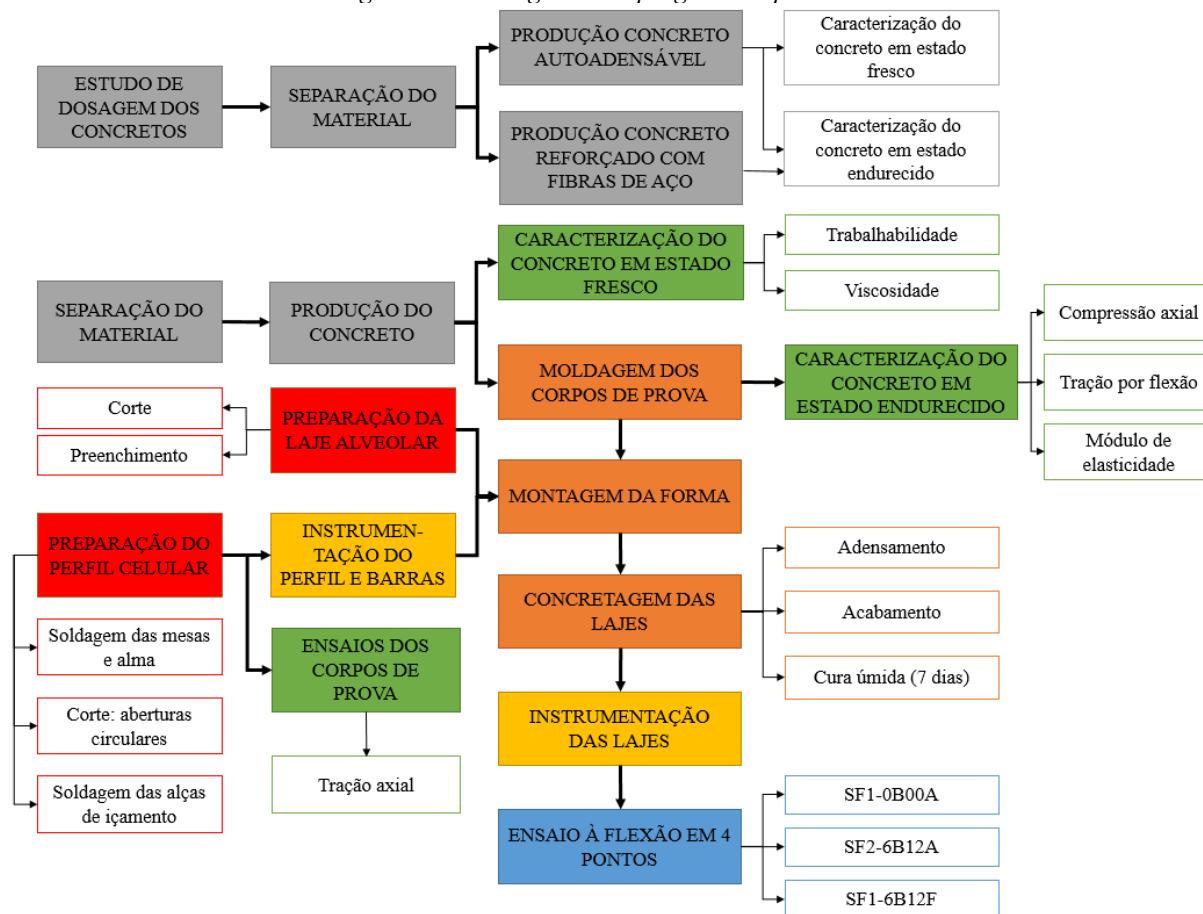 PRODUÇÃO CONCRETO
AUTOADENSÁVEL
Caracterização do
concreto em estado
fresco
ESTUDO DE
DOSAGEM DOS
CONCRETOS
SEPARAÇÃO DO
MATERIAL
PRODUÇÃO CONCRETO
REFORÇADO COM
FIBRAS DE AÇO
Caracterização do
concreto em estado
endurecido
CARACTERIZAÇÃO DO
CONCRETO EM ESTADO
FRESCO
Trabalhabilidade
Viscosidade
SEPARAÇÃO DO
MATERIAL
PRODUÇÃO DO
CONCRETO
Compressão axial
MOLDAGEM DOS
CORPOS DE PROVA
CARACTERIZAÇÃO DO
CONCRETO EM
ESTADO ENDURECIDO
Tração por flexão
Módulo de
elasticidade
Corte
Preenchimento
PREPARAÇÃO DA
LAJE ALVEOLAR
MONTAGEM DA FORMA
PREPARAÇÃO DO
PERFIL CELULAR
INSTRUMEN-
TAÇÃO DO
PERFIL E BARRAS
Adensamento
CONCRETAGEM DAS
LAJES
Acabamento
Soldagem das mesas
e alma
ENSAIOS DOS
CORPOS DE
PROVA
Cura úmida (7 dias)
Corte: aberturas
circulares
INSTRUMENTAÇÃO
DAS LAJES
Soldagem das alças
de içamento
Tração axial
SF1-0B00A
ENSAIO À FLEXÃO EM 4
PONTOS
SF2-6B12A
SF1-6B12F